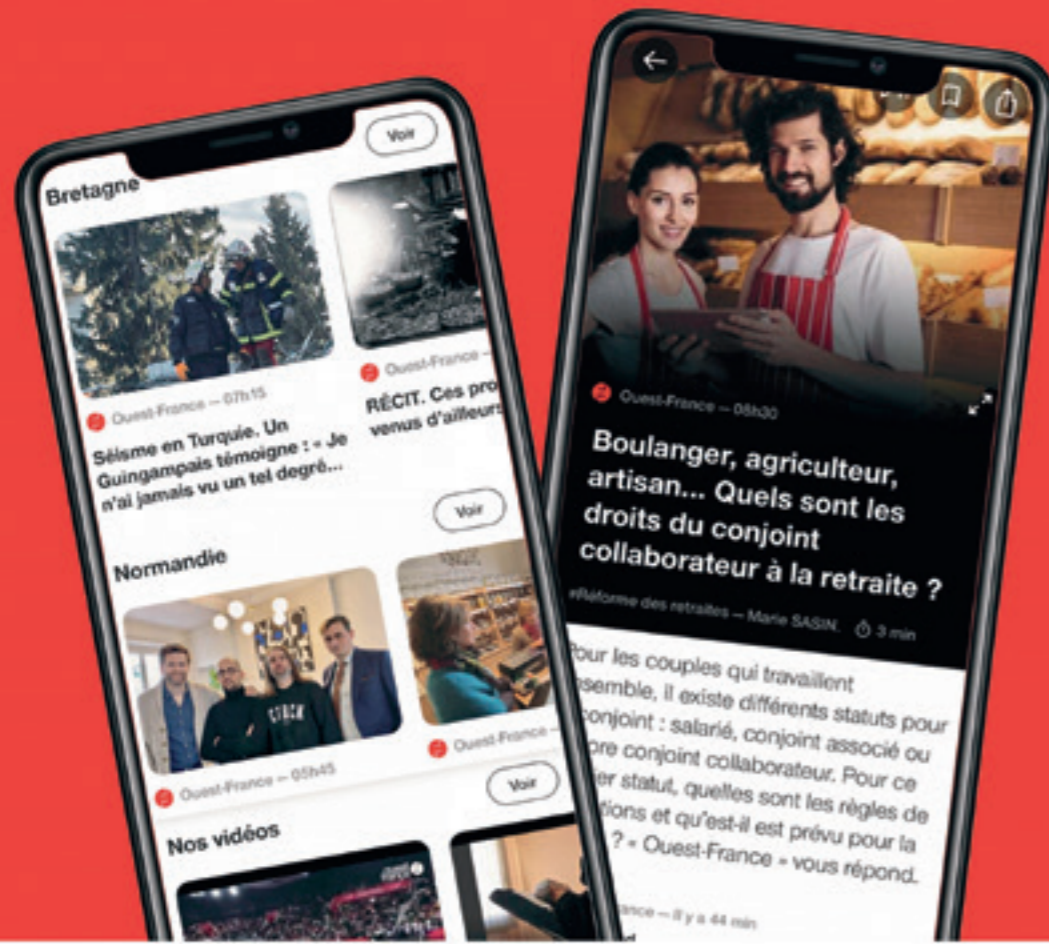 Voir
Bretagne
Ouest-France — 07h15
Séisme en Turquie. Un
Guingampais témoigne : « Je
n'ai jamais vu un tel degré...
Ouest-France —
RÉCIT. Ces pro
venus d'ailleurs
Voir
Normandie
Ouest-France — 05h45
Ouest-France —
Voir
Nos vidéos
Ouest-France — 08h30
Boulanger, agriculteur,
artisan... Quels sont les
droits du conjoint
collaborateur à la retraite ?
#Réforme des retraites — Marie SASIN.
3 min
Pour les couples qui travaillent
nsemble, il existe différents statuts pour
conjoint : salarié, conjoint associé ou
ore conjoint collaborateur. Pour ce
er statut, quelles sont les règles de
tions et qu'est-il est prévu pour la
? « Ouest-France » vous répond.
ance — il y a 44 min